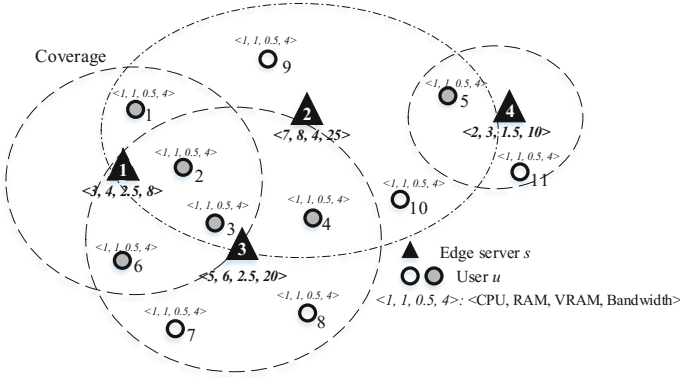 <1, 1, 0.5, 4>
9
Coverage
<1, 1, 0.5, 4>
1
<1, 1, 0.5, 4>
5
2
<7, 8, 4, 25>
4
<2, 3, 1.5, 10>
<1, 1, 0.5, 4>
2
1
<3, 4, 2.5, 8>
<1, 1, 0.5, 4>
11
<1, 1, 0.5, 4>
10
<1, 1, 0.5, 4>
3
<1, 1, 0.5, 4>
4
3
<5, 6, 2.5, 20>
<1, 1, 0.5, 4>
6
Edge server s
User u
<1, 1, 0.5, 4>: <CPU, RAM, VRAM, Bandwidth>
<1, 1, 0.5, 4>
7
<1, 1, 0.5, 4>
8